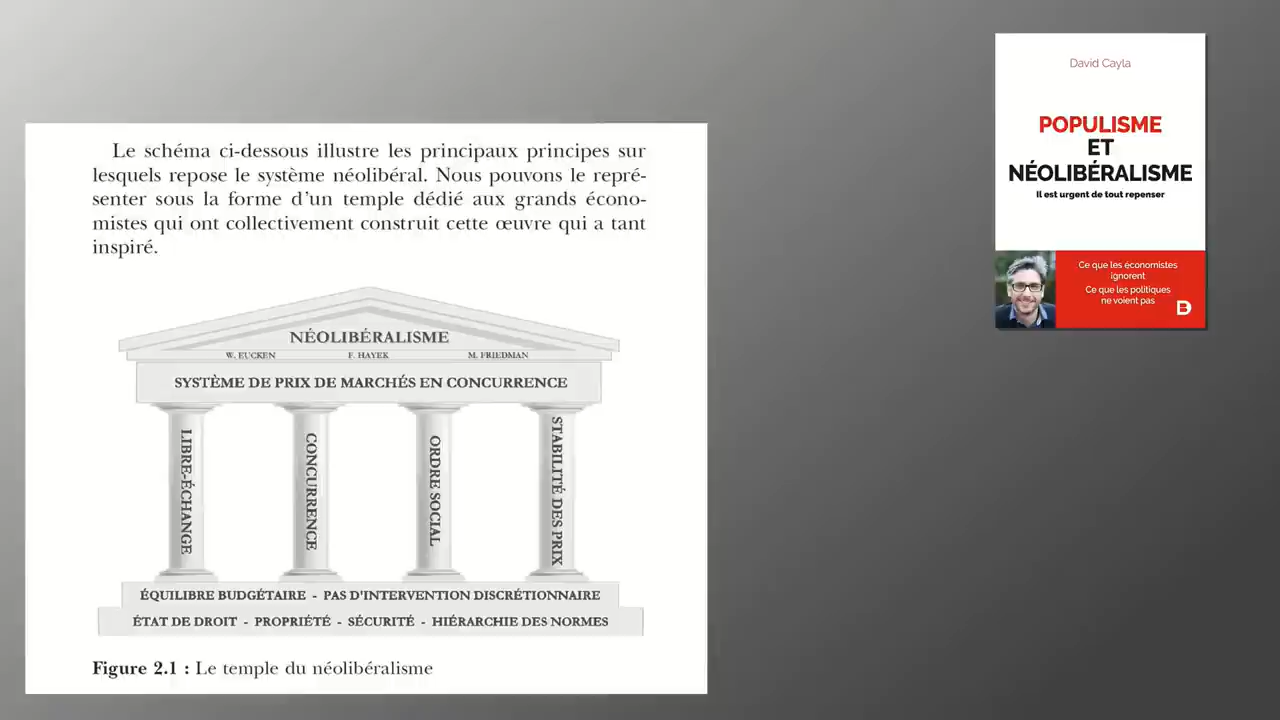 Le schéma ci-dessous illustre les principaux principes sur
lesquels repose le système néolibéral. Nous pouvons le repré-
senter sous la forme d'un temple dédié aux grands écono-
mistes qui ont collectivement construit cette œuvre qui a tant
inspiré.
NÉOLIBÉRALISME
W. EUCKEN F. HAYEK M. FRIEDMAN
SYSTÈME DE PRIX DE MARCHÉS EN CONCURRENCE
LIBRE-ÉCHANGE
CONCURRENCE
ORDRE SOCIAL
STABILITÉ DES PRIX
ÉQUILIBRE BUDGÉTAIRE - PAS D'INTERVENTION DISCRÉTIONNAIRE
ÉTAT DE DROIT - PROPRIÉTÉ - SÉCURITÉ - HIÉRARCHIE DES NORMES
Figure 2.1 : Le temple du néolibéralisme
David Cayla
POPULISME
ET
NÉOLIBÉRALISME
Il est urgent de tout repenser
Ce que les économistes
ignorent
Ce que les politiques
ne voient pas
D